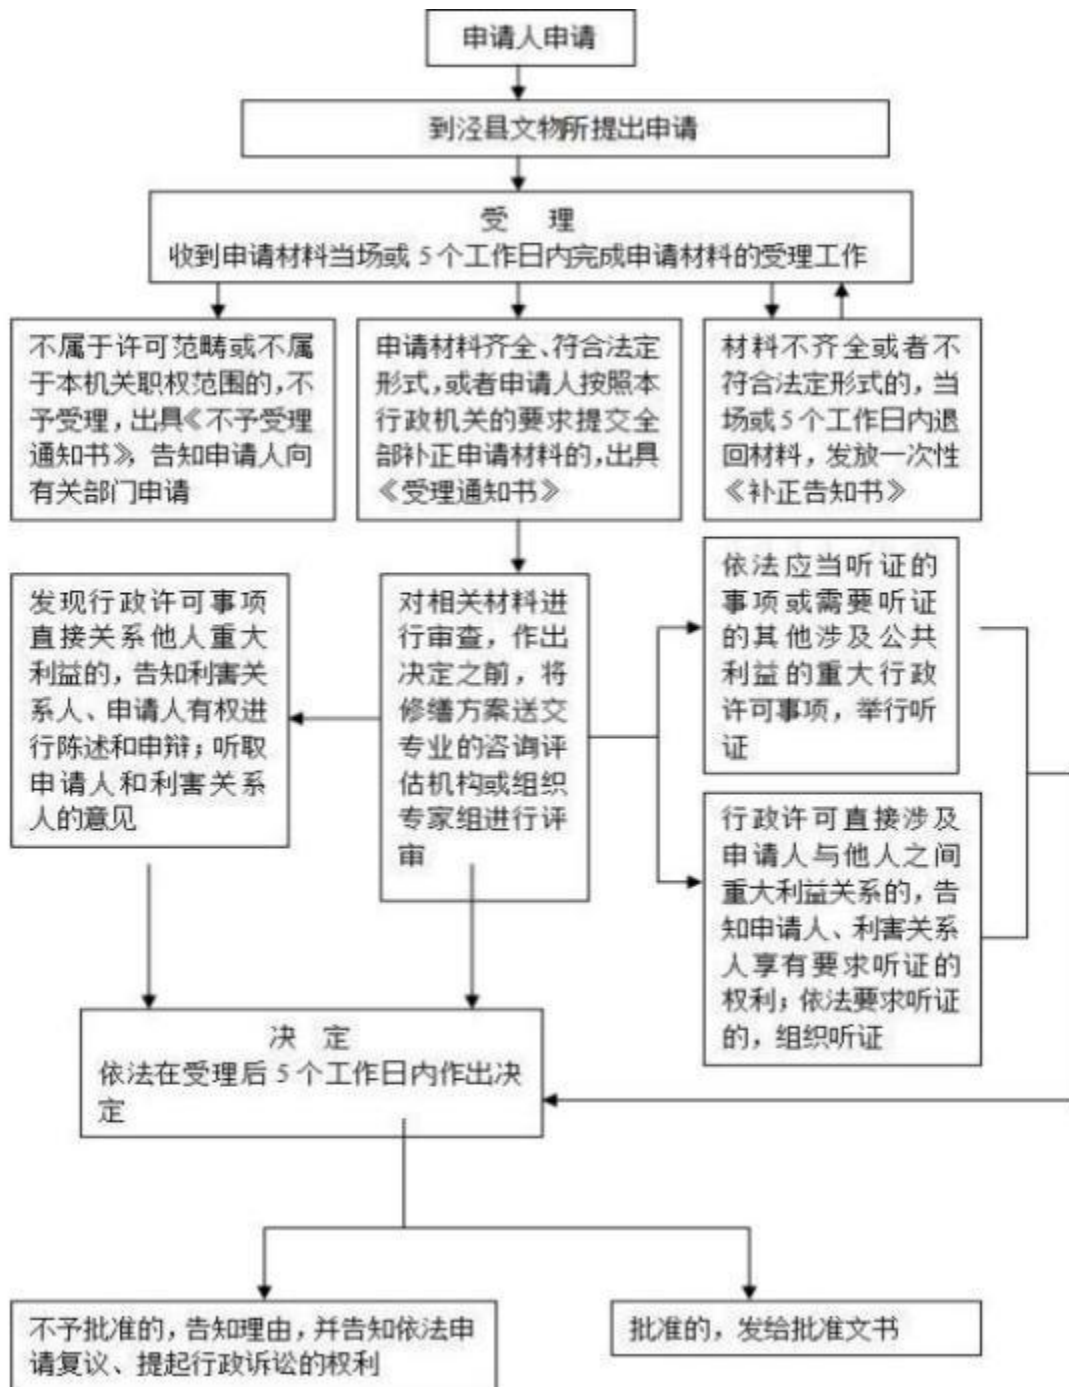 申请人申请
到泾县文物所提出申请
受 理
收到申请材料当场或 5 个工作日内完成申请材料的受理工作
不属于许可范畴或不属
于本机关职权范围的，不
予受理，出具《不予受理
通知书》，告知申请人向
有关部门申请
申请材料齐全、符合法定
形式，或者申请人按照本
行政机关的要求提交全
部补正申请材料的，出具
《受理通知书》
材料不齐全或者不
符合法定形式的，当
场或5个工作日内退
回材料，发放一次性
《补正告知书》
发现行政许可事项
直接关系他人重大
利益的，告知利害关
系人、申请人有权进
行陈述和申辩；听取
申请人和利害关系
人的意见
对相关材料进
行审查，作出
决定之前，将
修缮方案送交
专业的咨询评
估机构或组织
专家组进行评
审
依法应当听证的
事项或需要听证
的其他涉及公共
利益的重大行政
许可事项，举行听
证
行政许可直接涉及
申请人与他人之间
重大利益关系的，告
知申请人、利害关系
人享有要求听证的
权利；依法要求听证
的，组织听证
决 定
依法在受理后 5 个工作日内作出决
定
不予批准的，告知理由，并告知依法申
请复议、提起行政诉讼的权利
批准的，发给批准文书